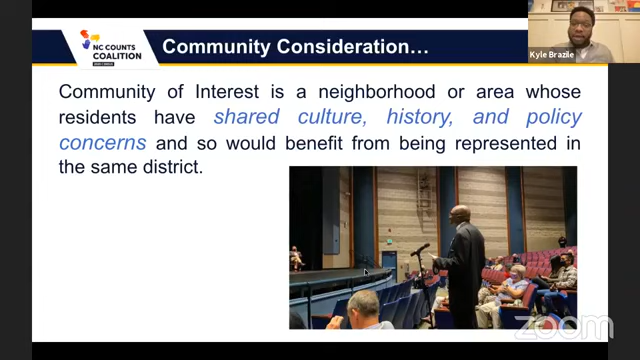 NC COUNTS
COALITION
Community Consideration...
Kyle Brazile
Community of Interest is a neighborhood or area whose
residents have shared culture, history, and policy
concerns and so would benefit from being represented in
the same district.
zoom